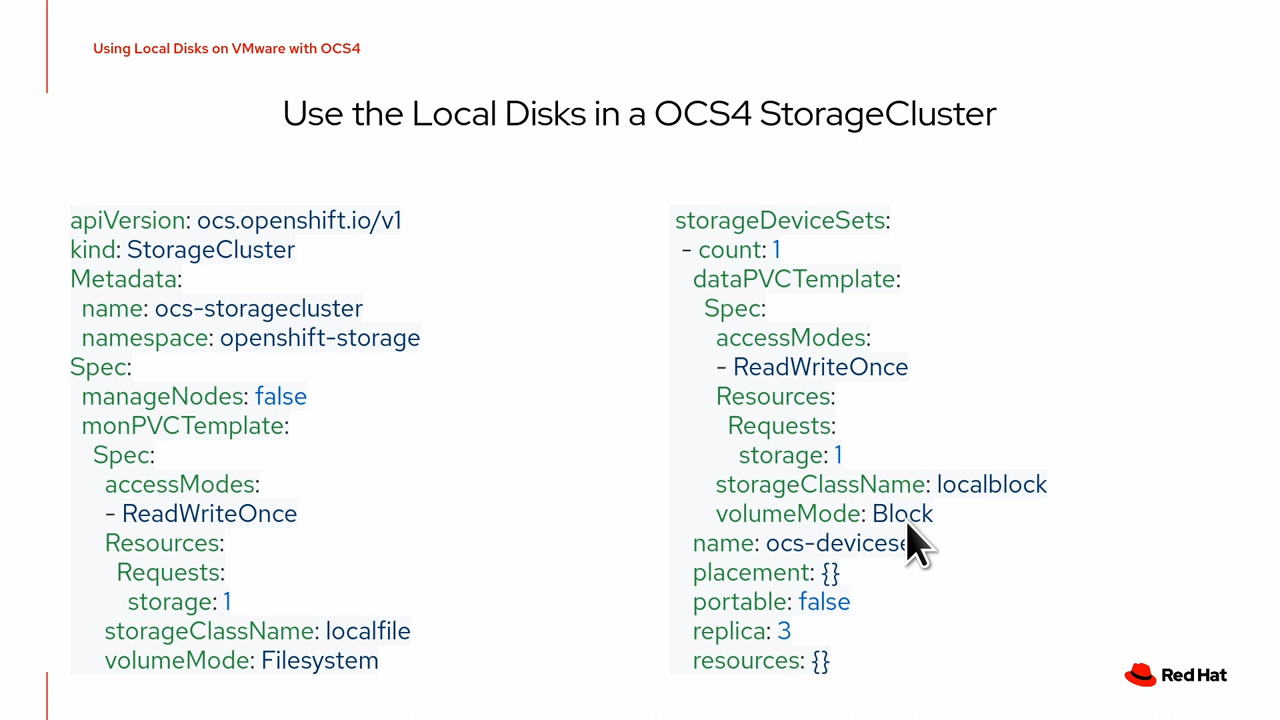 Using Local Disks on VMware with OCS4
Use the Local Disks in a OCS4 StorageCluster
apiVersion: ocs.openshift.io/v1
kind: StorageCluster
Metadata:
name: ocs-storagecluster
namespace: openshift-storage
Spec:
manageNodes: false
monPVCTemplate:
Spec:
accessModes:
- ReadWriteOnce
Resources:
Requests:
storage: 1
storageClassName: localfile
volumeMode: Filesystem
storageDeviceSets:
- count: 1
dataPVCTemplate:
Spec:
accessModes:
- ReadWriteOnce
Resources:
Requests:
storage: 1
storageClassName: localblock
volumeMode: Block
name:
placement: {}
portable: false
replica: 3
resources: {}
Red Hat